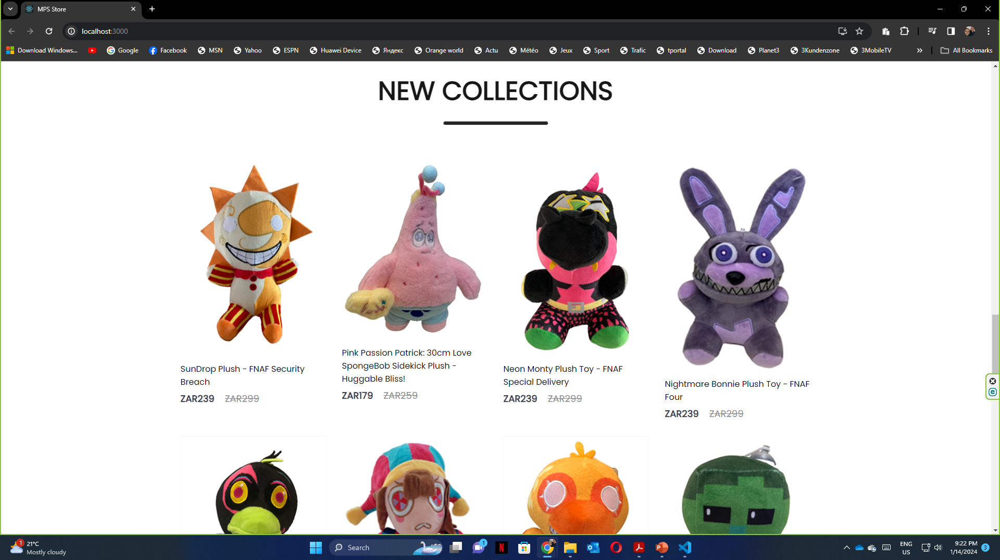 MPS Store
localhost:3000
Download Windows...
Google
Facebook
MSN
Yahoo
ESPN
Huawei Device
Яндекс
Orange world
Actu
Météo
Jeux
Sport
Trafic
tportal
Download
Planet3
3Kundenzone
3MobileTV
All Bookmarks
NEW COLLECTIONS
love
SunDrop Plush - FNAF Security
Breach
ZAR239 ZAR299
Pink Passion Patrick: 30cm Love
SpongeBob Sidekick Plush -
Huggable Bliss!
ZAR179 ZAR259
Neon Monty Plush Toy - FNAF
Special Delivery
ZAR239 ZAR299
Nightmare Bonnie Plush Toy - FNAF
Four
ZAR239 ZAR299
1
21°C
Mostly cloudy
Search
1
ENG
US
9:22 PM
1/14/2024
3